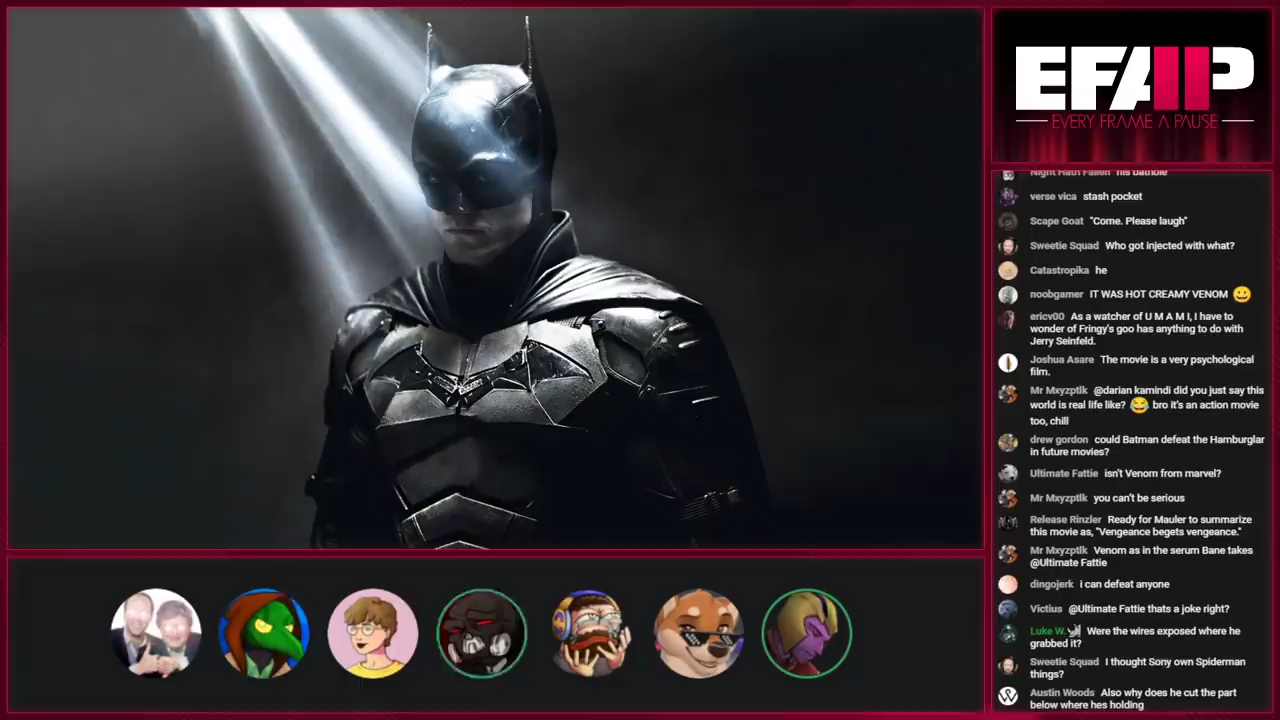 EFAP
EVERY FRAME A PAUSE
Night Hath Fallen his bathole
verse vica stash pocket
Scape Goat "Come. Please laugh"
Sweetie Squad Who got injected with what?
Catastropika he
noobgamer IT WAS HOT CREAMY VENOM 😀
ericv00 As a watcher of U M A M I, I have to
wonder of Fringy's goo has anything to do with
Jerry Seinfeld.
Joshua Asare The movie is a very psychological
film.
Mr Mxyzptlk @darian kamindi did you just say this
world is real life like? 😂 bro it's an action movie
too, chill
drew gordon could Batman defeat the Hamburglar
in future movies?
Ultimate Fattie isn't Venom from marvel?
Mr Mxyzptlk you can't be serious
Release Rinzler Ready for Mauler to summarize
this movie as, "Vengeance begets vengeance."
Mr Mxyzptlk Venom as in the serum Bane takes
@Ultimate Fattie
dingojerk i can defeat anyone
Victius @Ultimate Fattie thats a joke right?
Luke W. Were the wires exposed where he
grabbed it?
Sweetie Squad I thought Sony own Spiderman
things?
Austin Woods Also why does he cut the part
below where hes holding